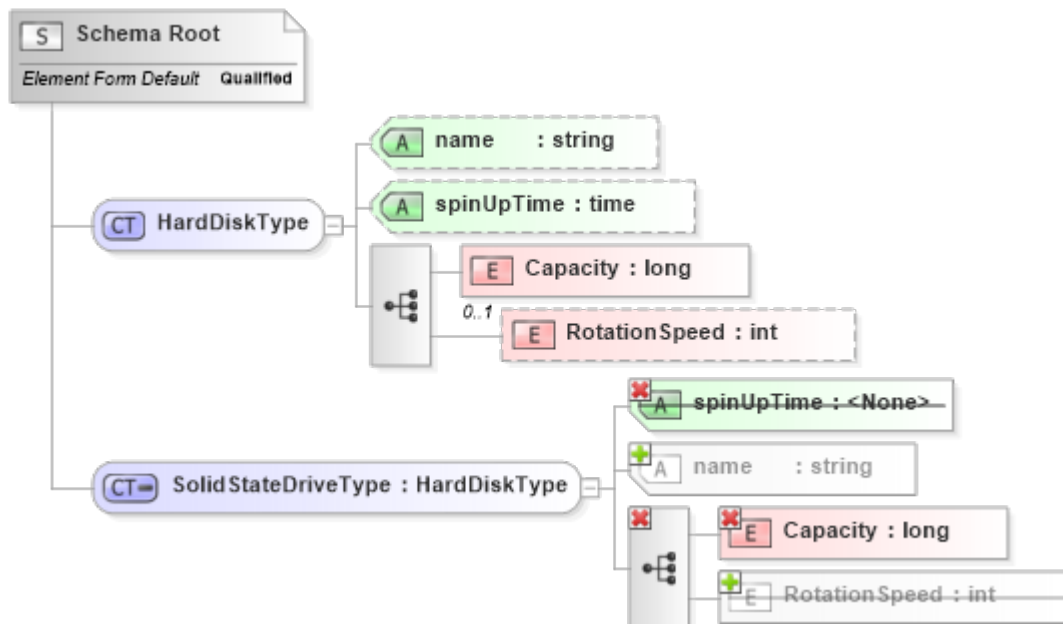 S Schema Root
Element Form Default Qualified
A name : string
A spinUpTime : time
CT HardDiskType
E Capacity : long
0..1
E RotationSpeed : int
A spinUpTime : <None>
A name : string
CT SolidStateDriveType : HardDiskType
E Capacity : long
E RotationSpeed : int